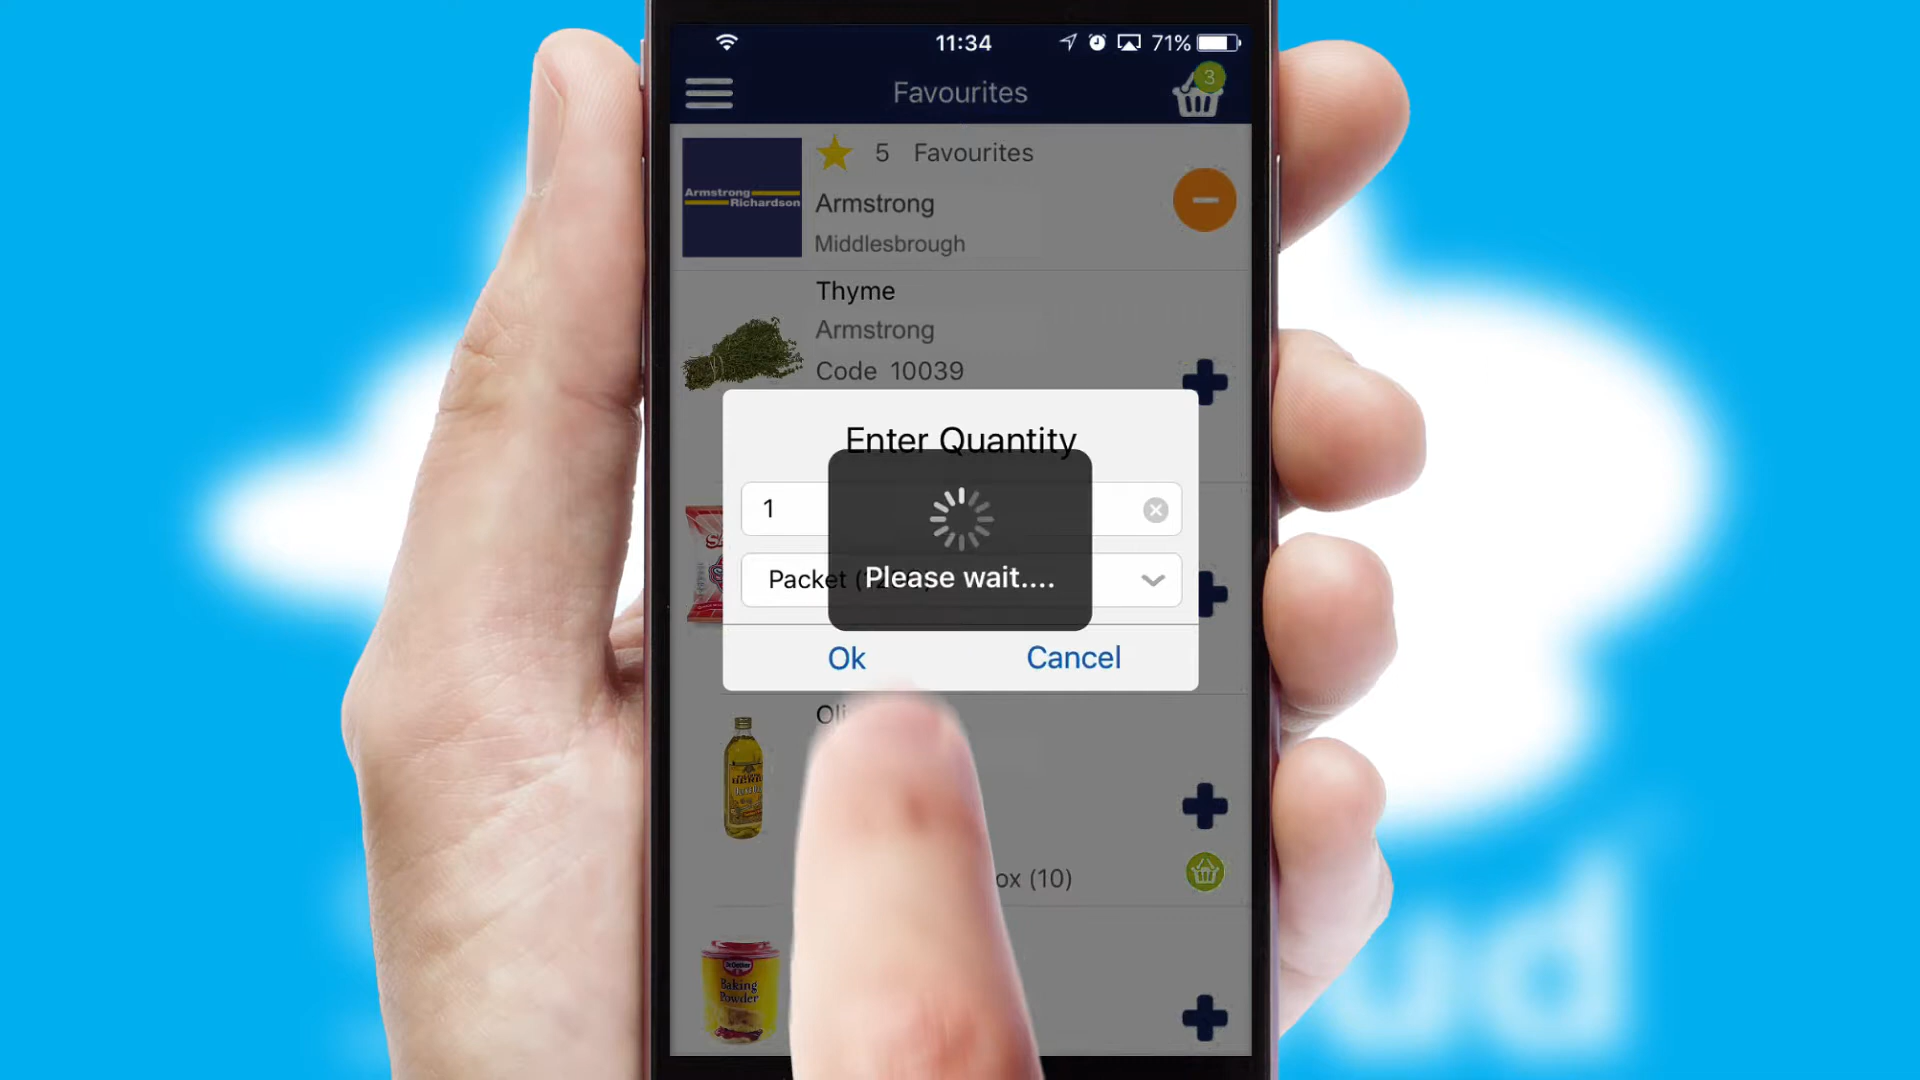 11:34
71%
Favourites
3
5 Favourites
Armstrong
Richardson
Armstrong
Middlesbrough
Thyme
Armstrong
Code 10039
Enter Quantity
1
Packet
Please wait....
Ok
Cancel
ox (10)
Baking
Powder
ud